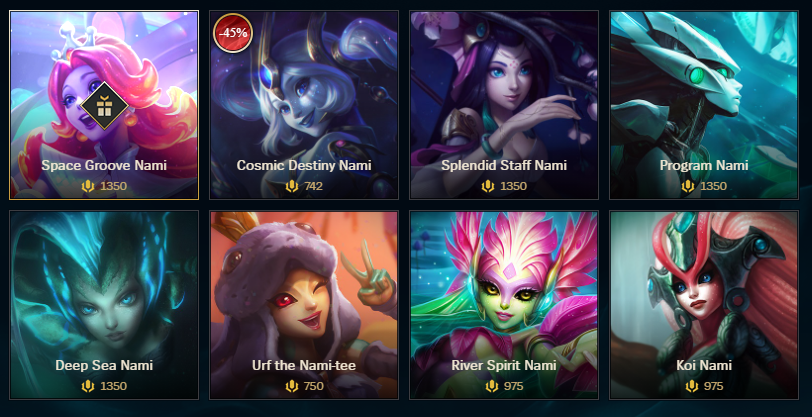 -45%
Space Groove Nami
1350
Cosmic Destiny Nami
742
Splendid Staff Nami
1350
Program Nami
1350
Deep Sea Nami
1350
Urf the Nami-tee
750
River Spirit Nami
975
Koi Nami
975